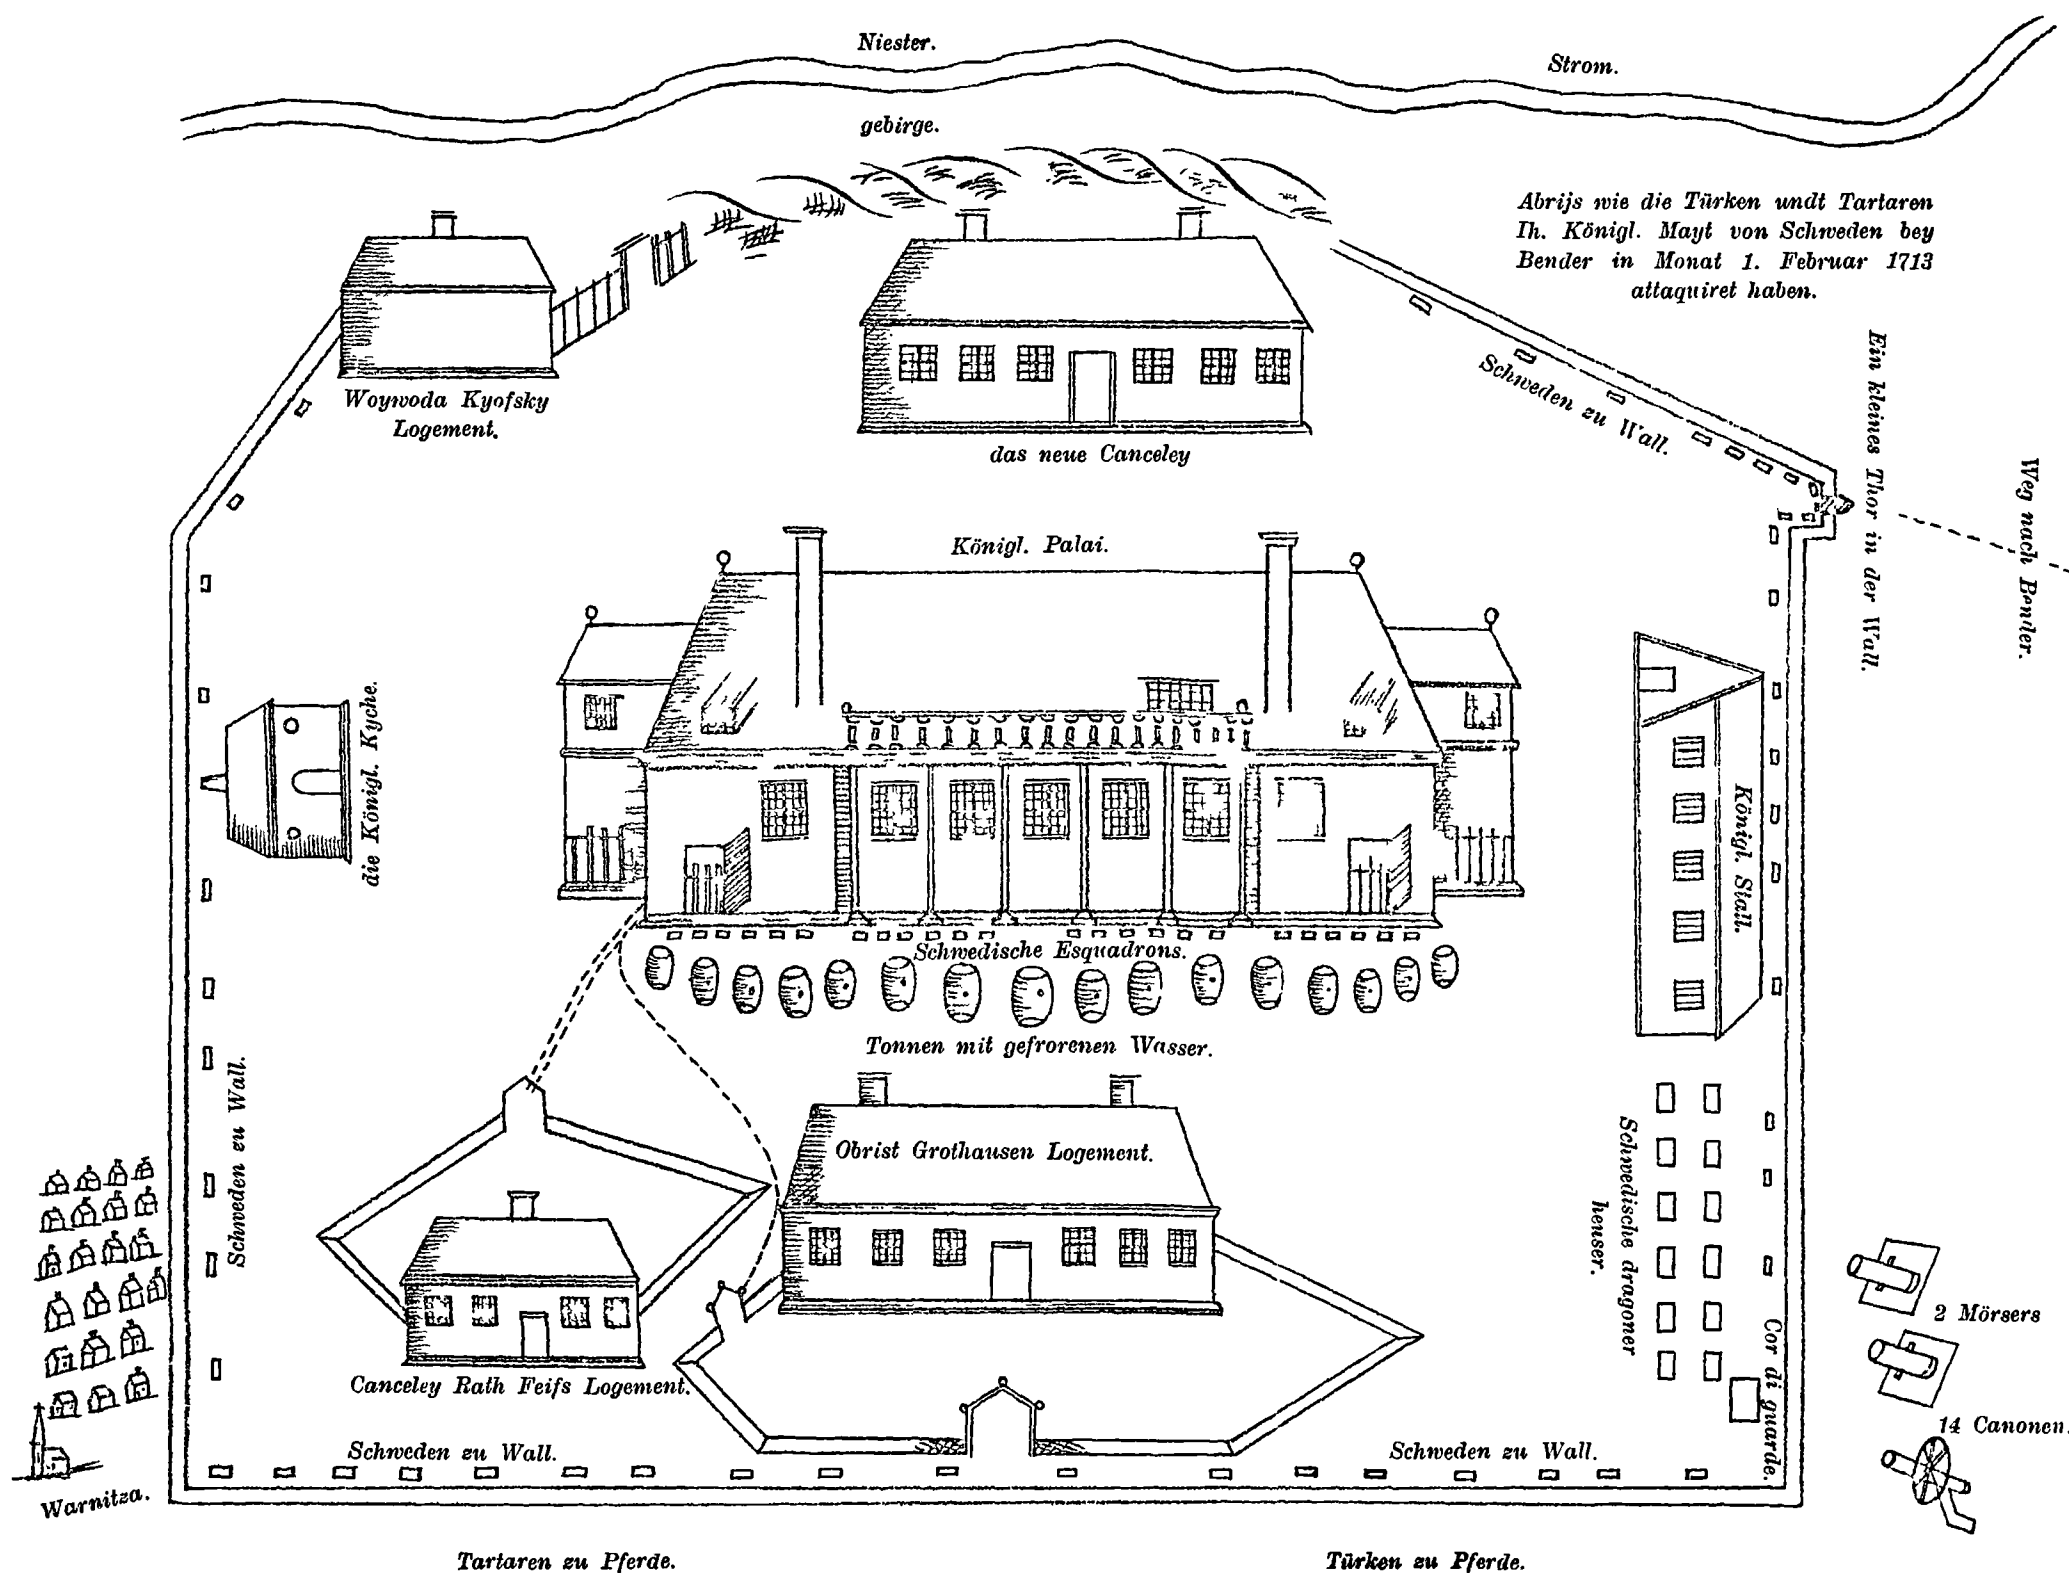 Niester.
Strom.
gebirge.
Abrijs wie die Türken undt Tartaren
Ih. Königl. Mayt von Schweden bey
Bender in Monat 1. Februar 1713
attaquiret haben.
Woywoda Kyofsky
Logement.
das neue Canceley
Schweden zu Wall.
Ein kleines Thor in der Wall.
Weg nach Bender.
Königl. Palai.
die Königl. Kyche.
Königl. Stall.
Schwedische Esquadrons.
Tonnen mit gefrorenen Wasser.
Schweden zu Wall.
Obrist Grothausen Logement.
Schwedische dragoner
heuser.
2 Mörsers
Canceley Rath Feifs Logement.
Cor di guarde.
14 Canonen.
Schweden zu Wall.
Schweden zu Wall.
Warnitza.
Tartaren zu Pferde.
Türken zu Pferde.